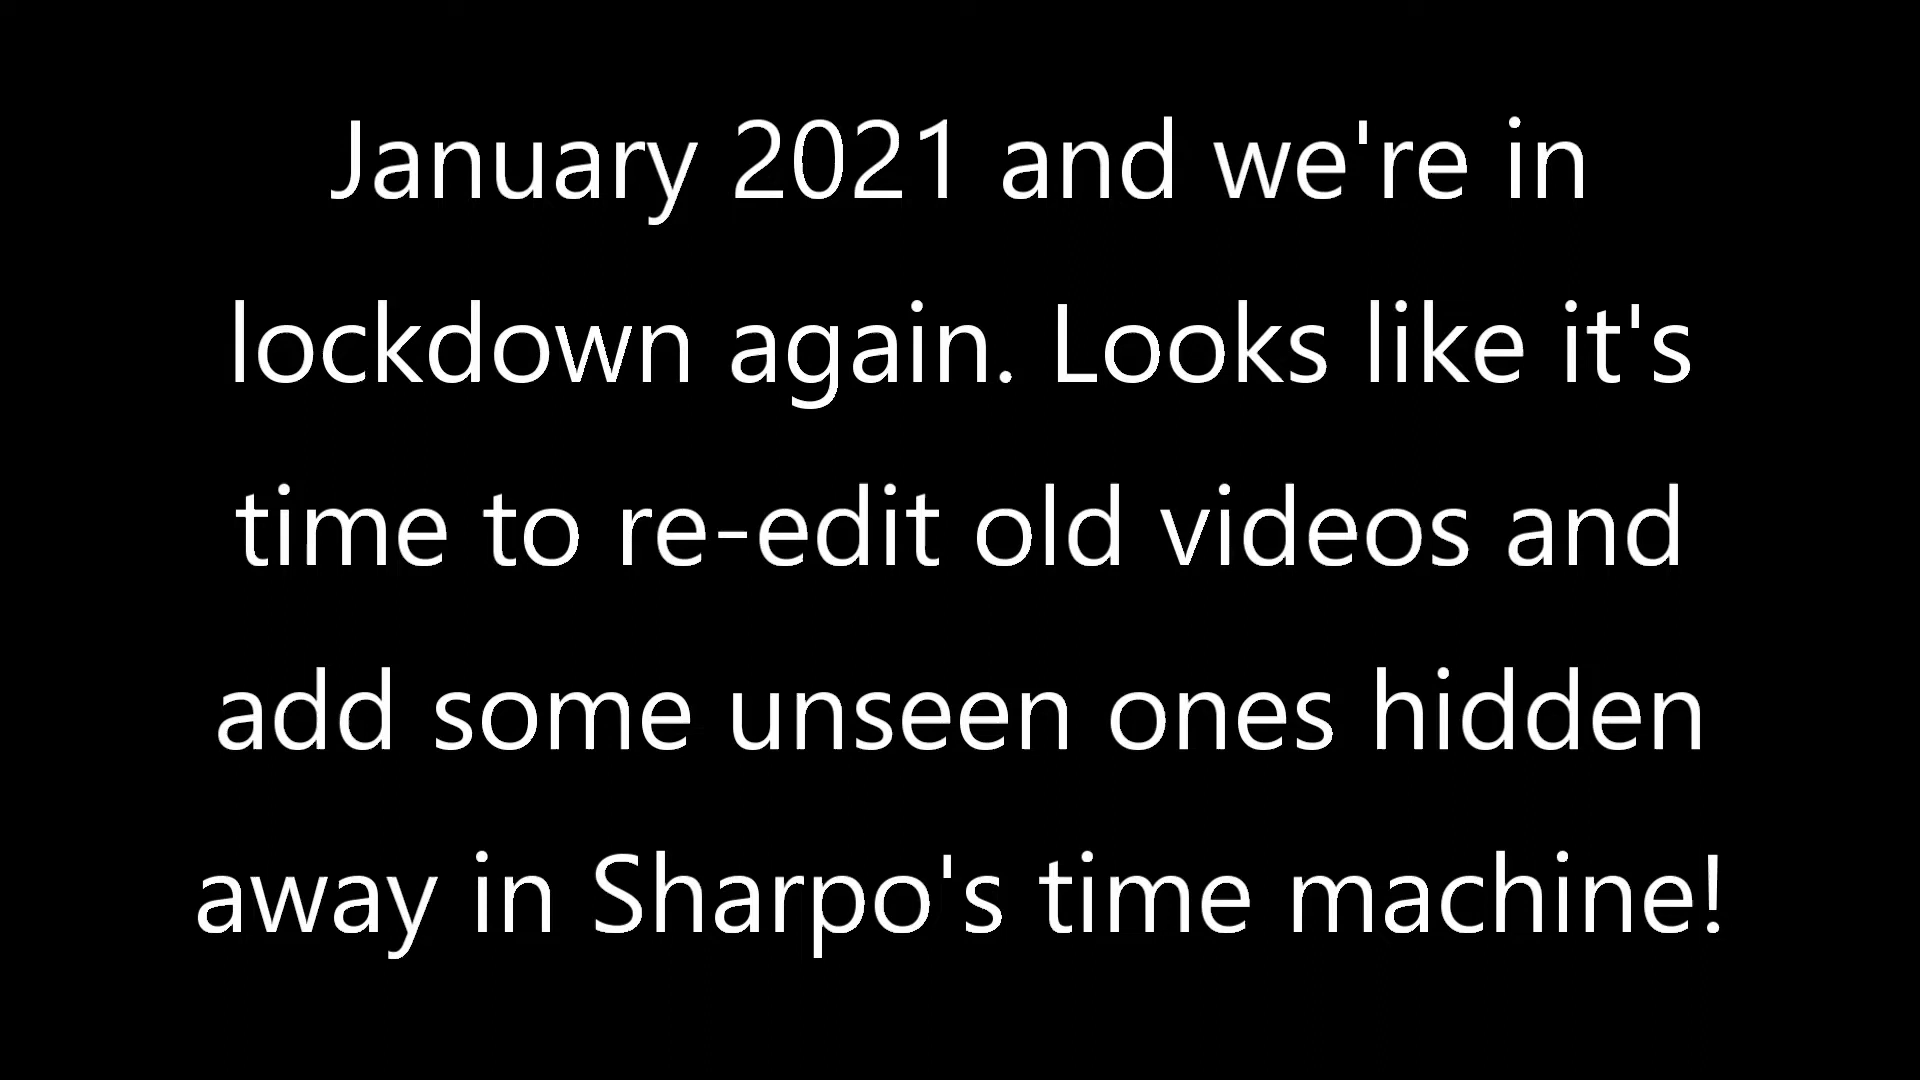 January 2021 and we're in
lockdown again. Looks like it's
time to re-edit old videos and
add some unseen ones hidden
away in Sharpo's time machine!